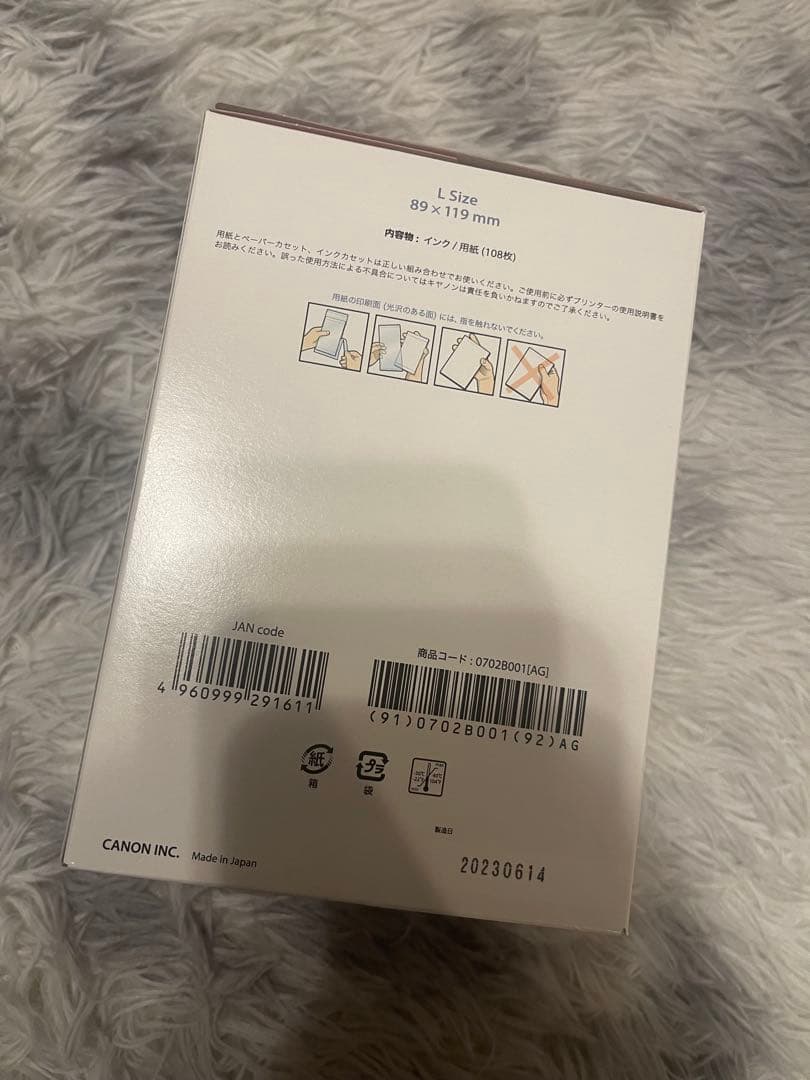 L Size
89×119 mm
内容物：インク / 用紙 (108枚)
用紙とペーパーカセット、インクカセットは正しい組み合わせでお使いください。ご使用前に必ずプリンターの使用説明書を
お読みください。誤った使用方法による不具合についてはキヤノンは責任を負いかねますのでご了承ください。
用紙の印刷面（光沢のある面）には、指を触れないでください。
JAN code
4 960999 291611
商品コード : 0702B001[AG]
(91)0702B001(92)AG
紙
箱
プラ
袋
製造日
CANON INC. Made in Japan
20230614